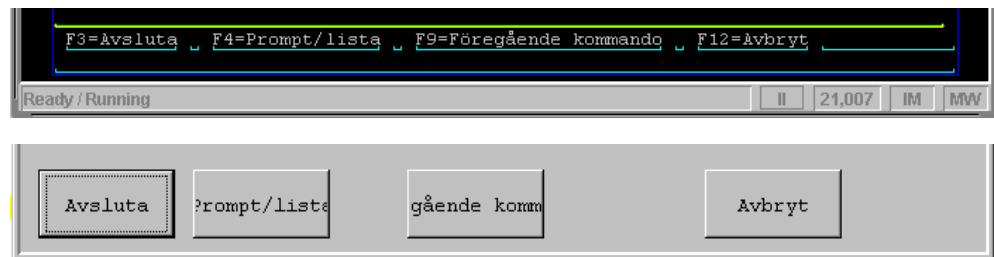 F3=Avsluta F4=Prompt/lista F9=Föregående kommando F12=Avbryt
Ready / Running II 21,007 IM MW
Avsluta Prompt/lista gående komm Avbryt